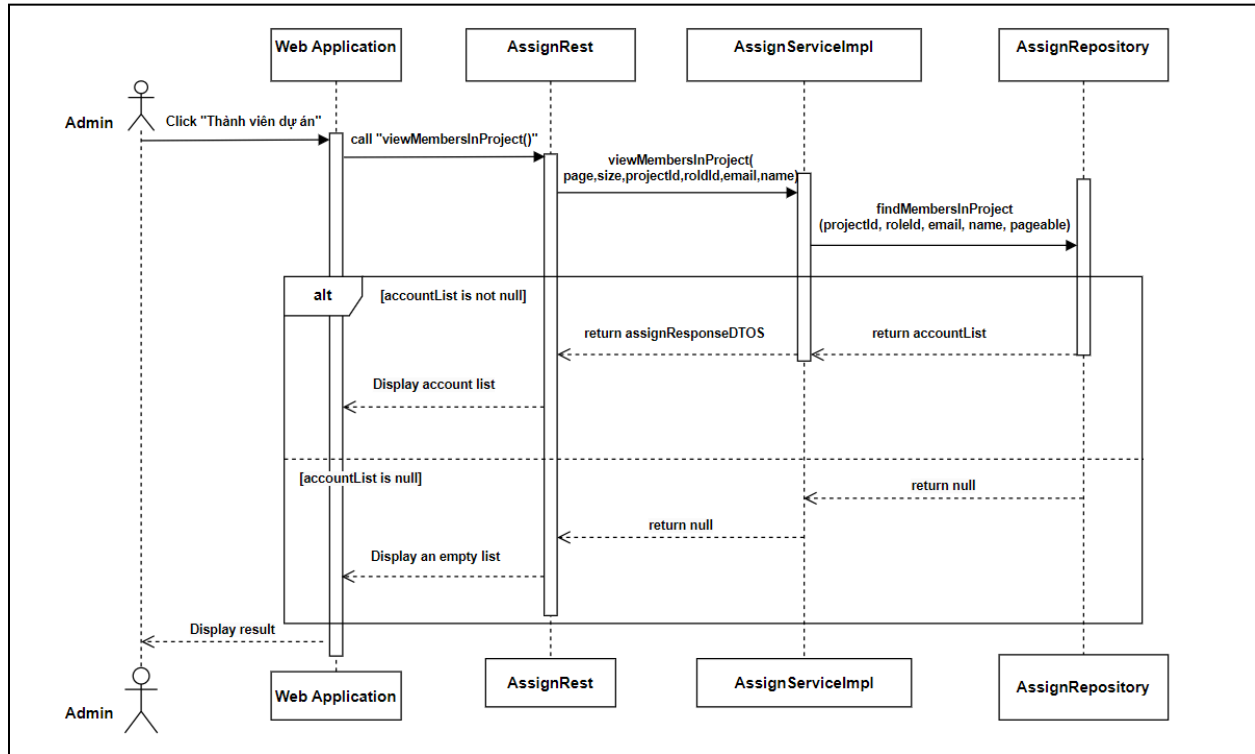 Web Application
AssignRest
AssignServiceImpl
AssignRepository
Admin
Click "Thành viên dự án"
call "viewMembersInProject()"
viewMembersInProject(
page,size,projectId,roldId,email,name)
findMembersInProject
(projectId, roleId, email, name, pageable)
alt
[accountList is not null]
return assignResponseDTOS
return accountList
Display account list
[accountList is null]
return null
return null
Display an empty list
Display result
Admin
Web Application
AssignRest
AssignServiceImpl
AssignRepository